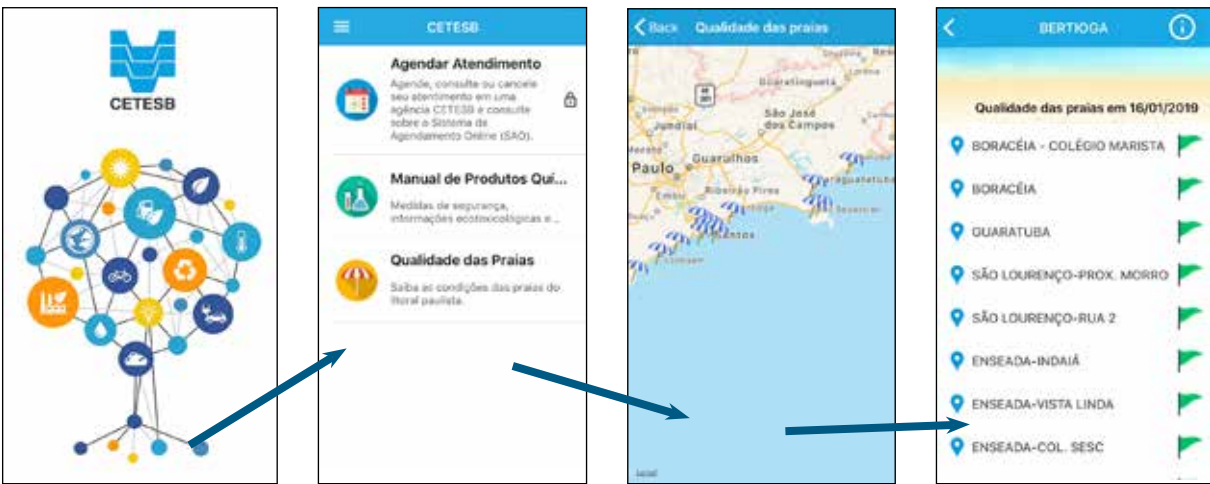 CETESB
CETESB
Agendar Atendimento
Agende, consulte ou cancele
seu atendimento em uma
agência CETESB e consulte
sobre o Sistema de
Agendamento Online (SAO).
Manual de Produtos Quí...
Medidas de segurança,
informações ecotoxicológicas e ...
Qualidade das Praias
Saiba as condições das praias do
litoral paulista.
Back Qualidade das praias
Guaratinguetá
São José
dos Campos
Jundiaí
Guarulhos
Paulo
Embu
Ribeirão Pires
Santos
Legal
BERTIOGA
Qualidade das praias em 16/01/2019
BORACÉIA - COLÉGIO MARISTA
BORACÉIA
GUARATUBA
SÃO LOURENÇO-PROX. MORRO
SÃO LOURENÇO-RUA 2
ENSEADA-INDAIÁ
ENSEADA-VISTA LINDA
ENSEADA-COL. SESC